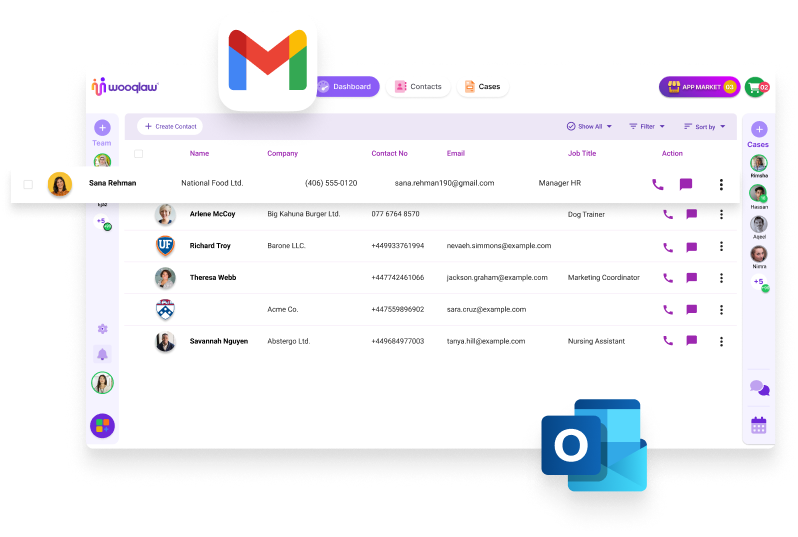 wooqlaw
Dashboard
Contacts
Cases
APP MARKET 03
02
+ Create Contact
Show All
Filter
Sort by
Team
Cases
Name Company Contact No Email Job Title Action
Sana Rehman National Food Ltd. (406) 555-0120 sana.rehman190@gmail.com Manager HR
Rimsha
Ejaz
Arlene McCoy Big Kahuna Burger Ltd. 077 6764 8570 Dog Trainer
Hassan
+5
UF Richard Troy Barone LLC. +449933761994 nevaeh.simmons@example.com
Aqeel
Theresa Webb +447742461066 jackson.graham@example.com Marketing Coordinator
Nimra
+5
Acme Co. +447559896902 sara.cruz@example.com
Savannah Nguyen Abstergo Ltd. +449684977003 tanya.hill@example.com Nursing Assistant
O